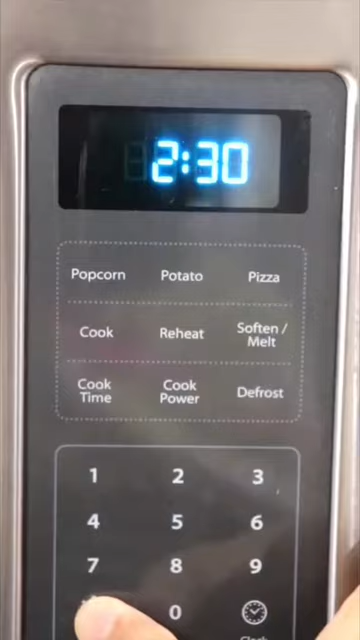 2:30
Popcorn Potato Pizza
Cook Reheat Soften / Melt
Cook Time Cook Power Defrost
1 2 3
4 5 6
7 8 9
0
Clock